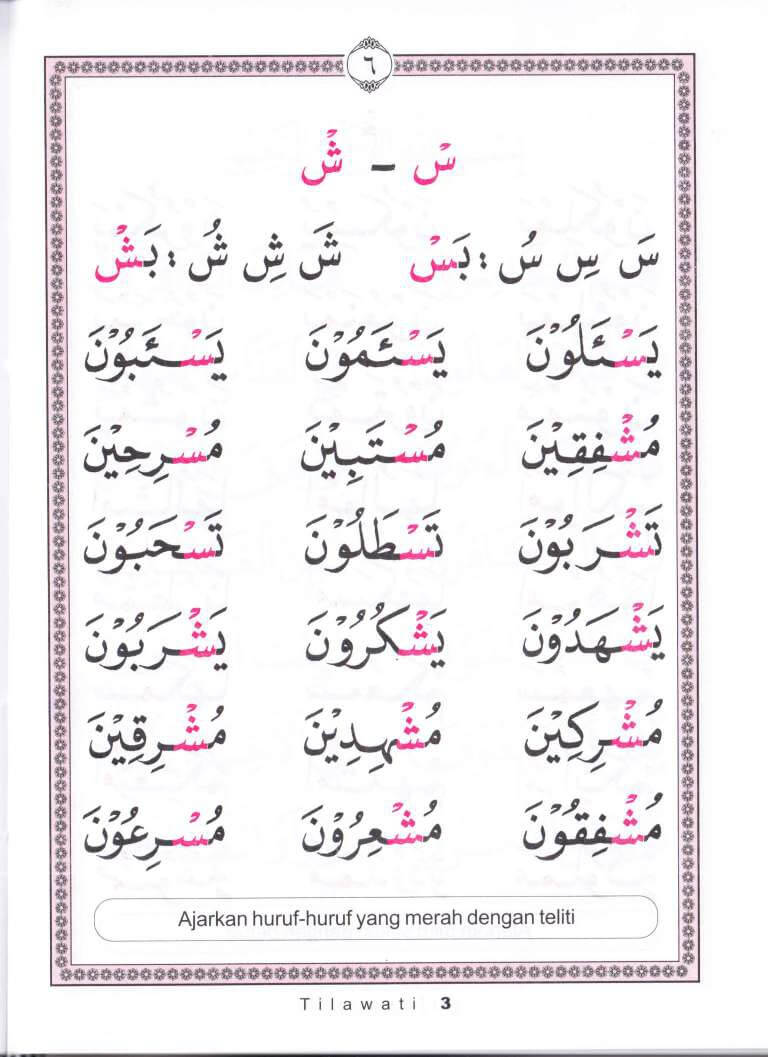 ٦
سْ – شْ
سَ سِ سُ : بَسْ شَ شِ شُ : بَشْ
يَسْئَلُوْنَ يَسْئَمُوْنَ يَسْئَبُوْنَ
مُشْفِقِيْنَ مُسْتَبِيْنَ مُسْرِحِيْنَ
تَشْرَبُوْنَ تَسْطَلُوْنَ تَسْحَبُوْنَ
يَشْهَدُوْنَ يَشْكُرُوْنَ يَشْرَبُوْنَ
مُشْرِكِيْنَ مُشْهِدِيْنَ مُشْرِقِيْنَ
مُشْفِقُوْنَ مُشْعِرُوْنَ مُسْرِعُوْنَ
Ajarkan huruf-huruf yang merah dengan teliti
Tilawati 3